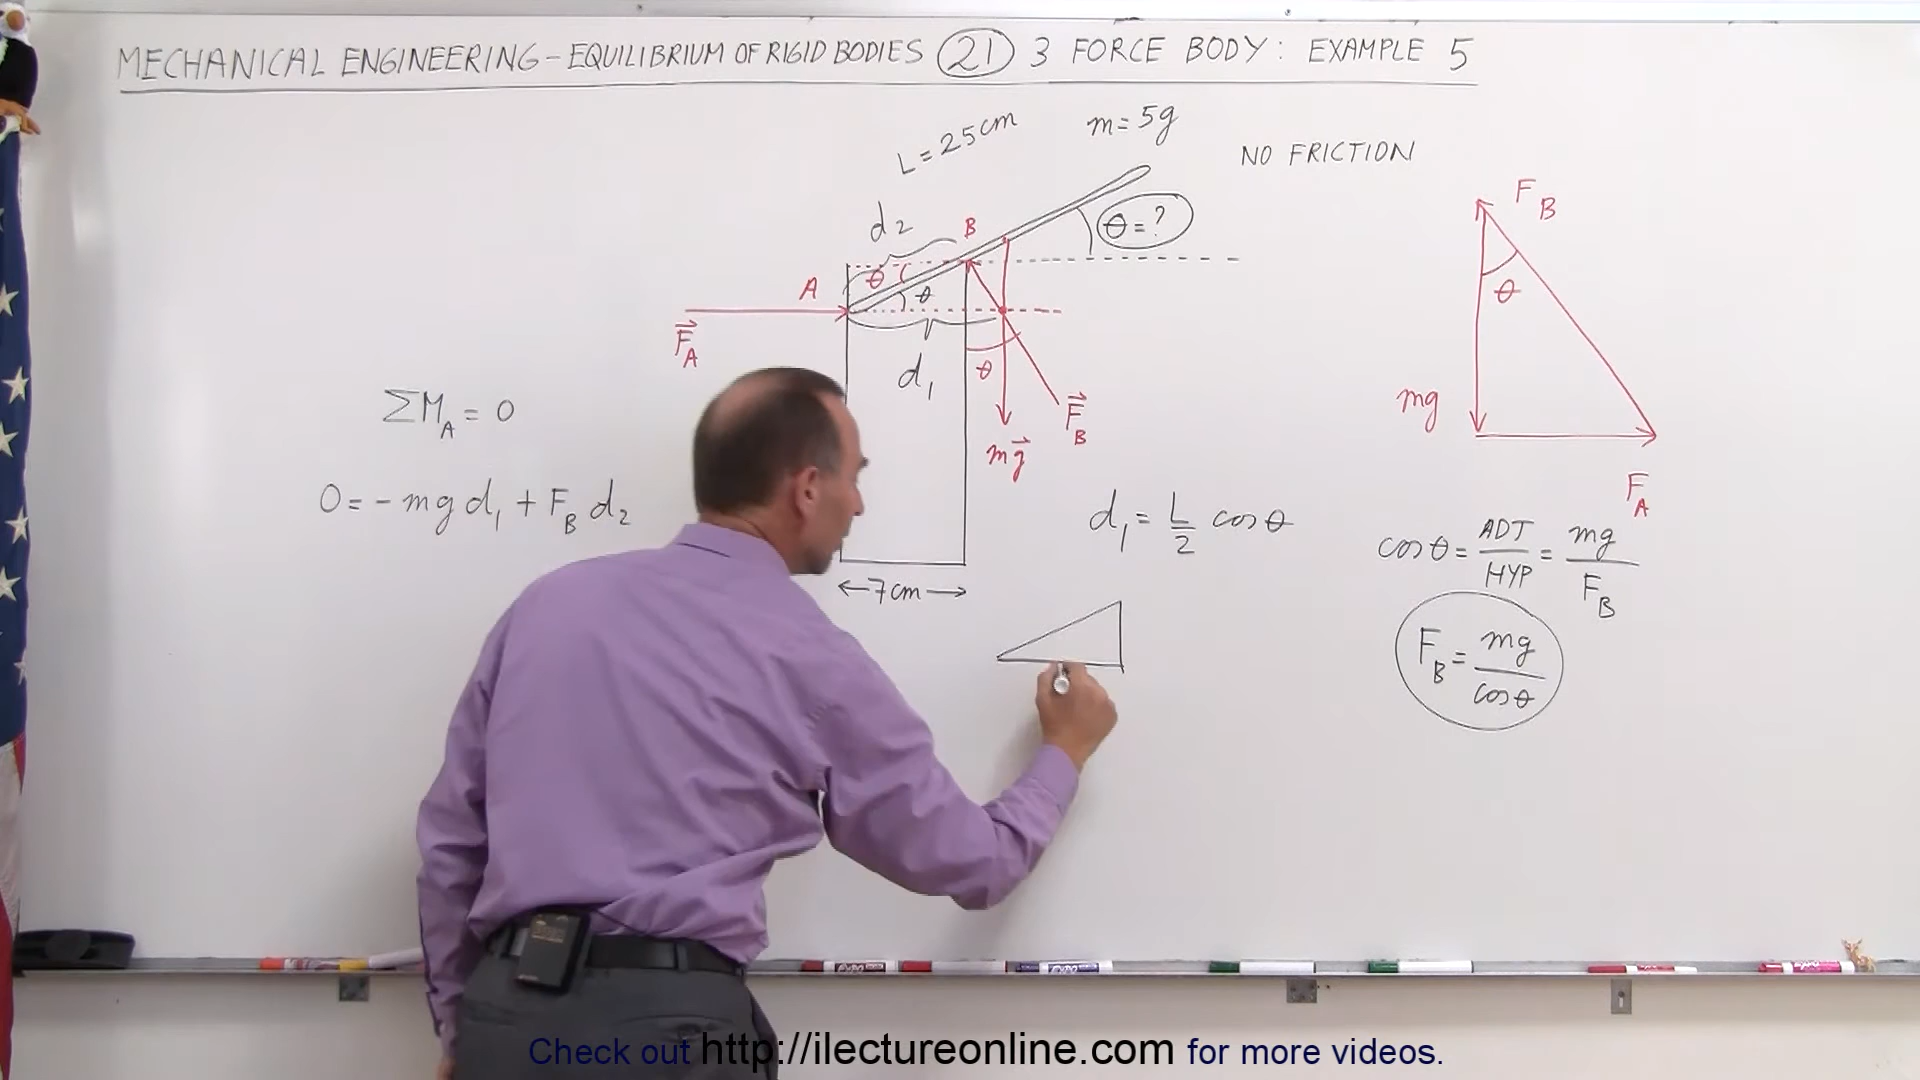 MECHANICAL ENGINEERING – EQUILIBRIUM OF RIGID BODIES (21) 3 FORCE BODY: EXAMPLE 5
L = 25 cm
m = 5g
NO FRICTION
d2
B
θ = ?
θ
A
θ
F_A
d1
θ
F_B
mg
F_B
θ
mg
F_A
ΣM_A = 0
0 = - mg d1 + F_B d2
7cm
d1 = L/2 cos θ
cos θ = ADT/HYP = mg/F_B
F_B = mg/cos θ
Check out http://ilectureonline.com for more videos.